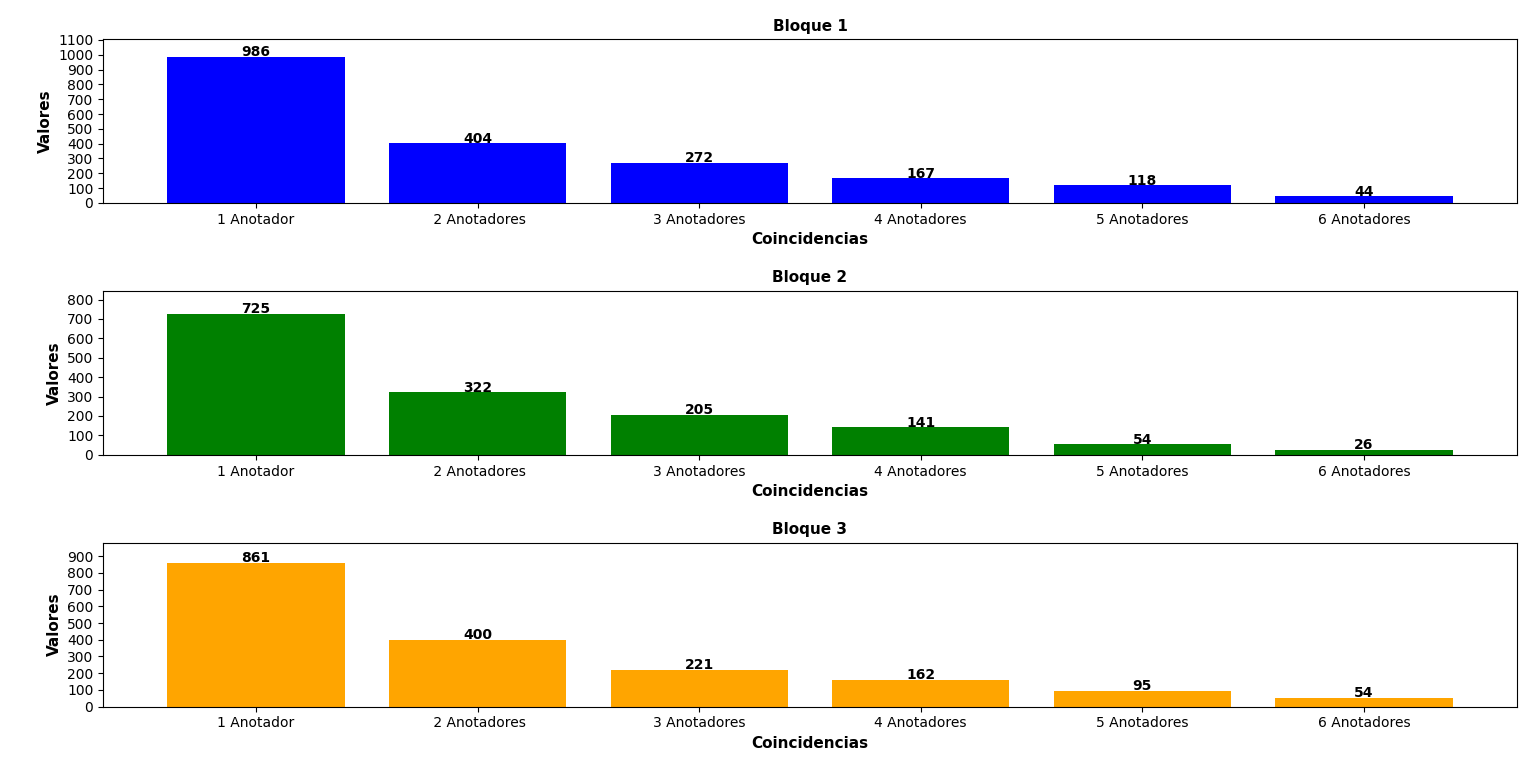 Bloque 1
Valores
1100
1000
900
800
700
600
500
400
300
200
100
0
986
404
272
167
118
44
1 Anotador
2 Anotadores
3 Anotadores
4 Anotadores
5 Anotadores
6 Anotadores
Coincidencias
Bloque 2
Valores
800
700
600
500
400
300
200
100
0
725
322
205
141
54
26
1 Anotador
2 Anotadores
3 Anotadores
4 Anotadores
5 Anotadores
6 Anotadores
Coincidencias
Bloque 3
Valores
900
800
700
600
500
400
300
200
100
0
861
400
221
162
95
54
1 Anotador
2 Anotadores
3 Anotadores
4 Anotadores
5 Anotadores
6 Anotadores
Coincidencias